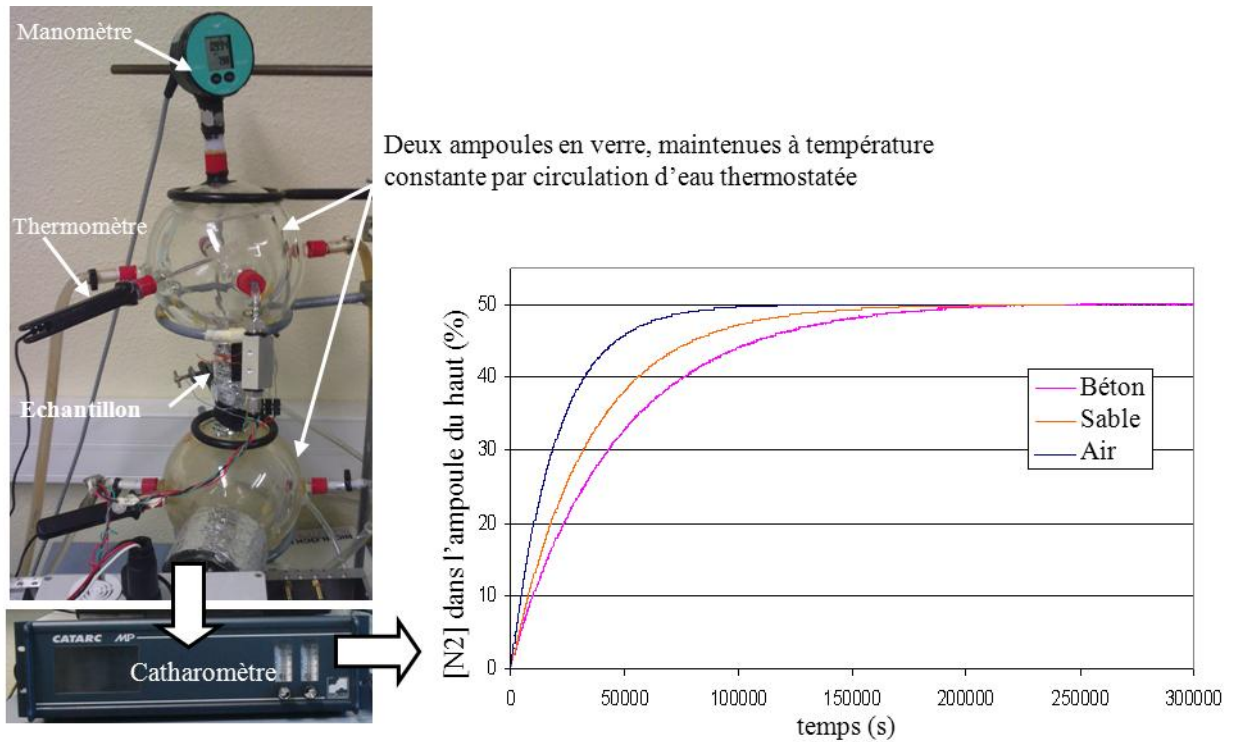 Manomètre
Deux ampoules en verre, maintenues à température
constante par circulation d'eau thermostatée
Thermomètre
Echantillon
CATARC MP
Catharomètre
[N2] dans l'ampoule du haut (%)
50
40
30
20
10
0
0 50000 100000 150000 200000 250000 300000
temps (s)
Béton
Sable
Air